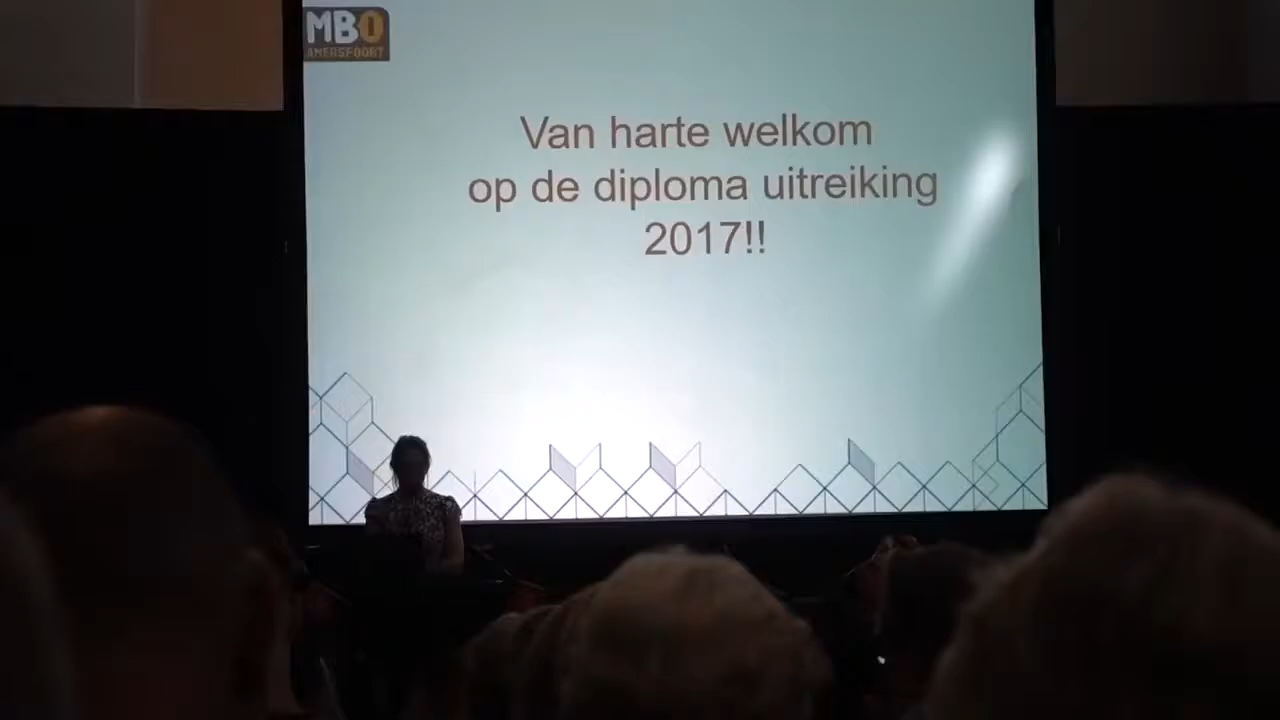 MBO
AMERSFOORT
Van harte welkom
op de diploma uitreiking
2017!!